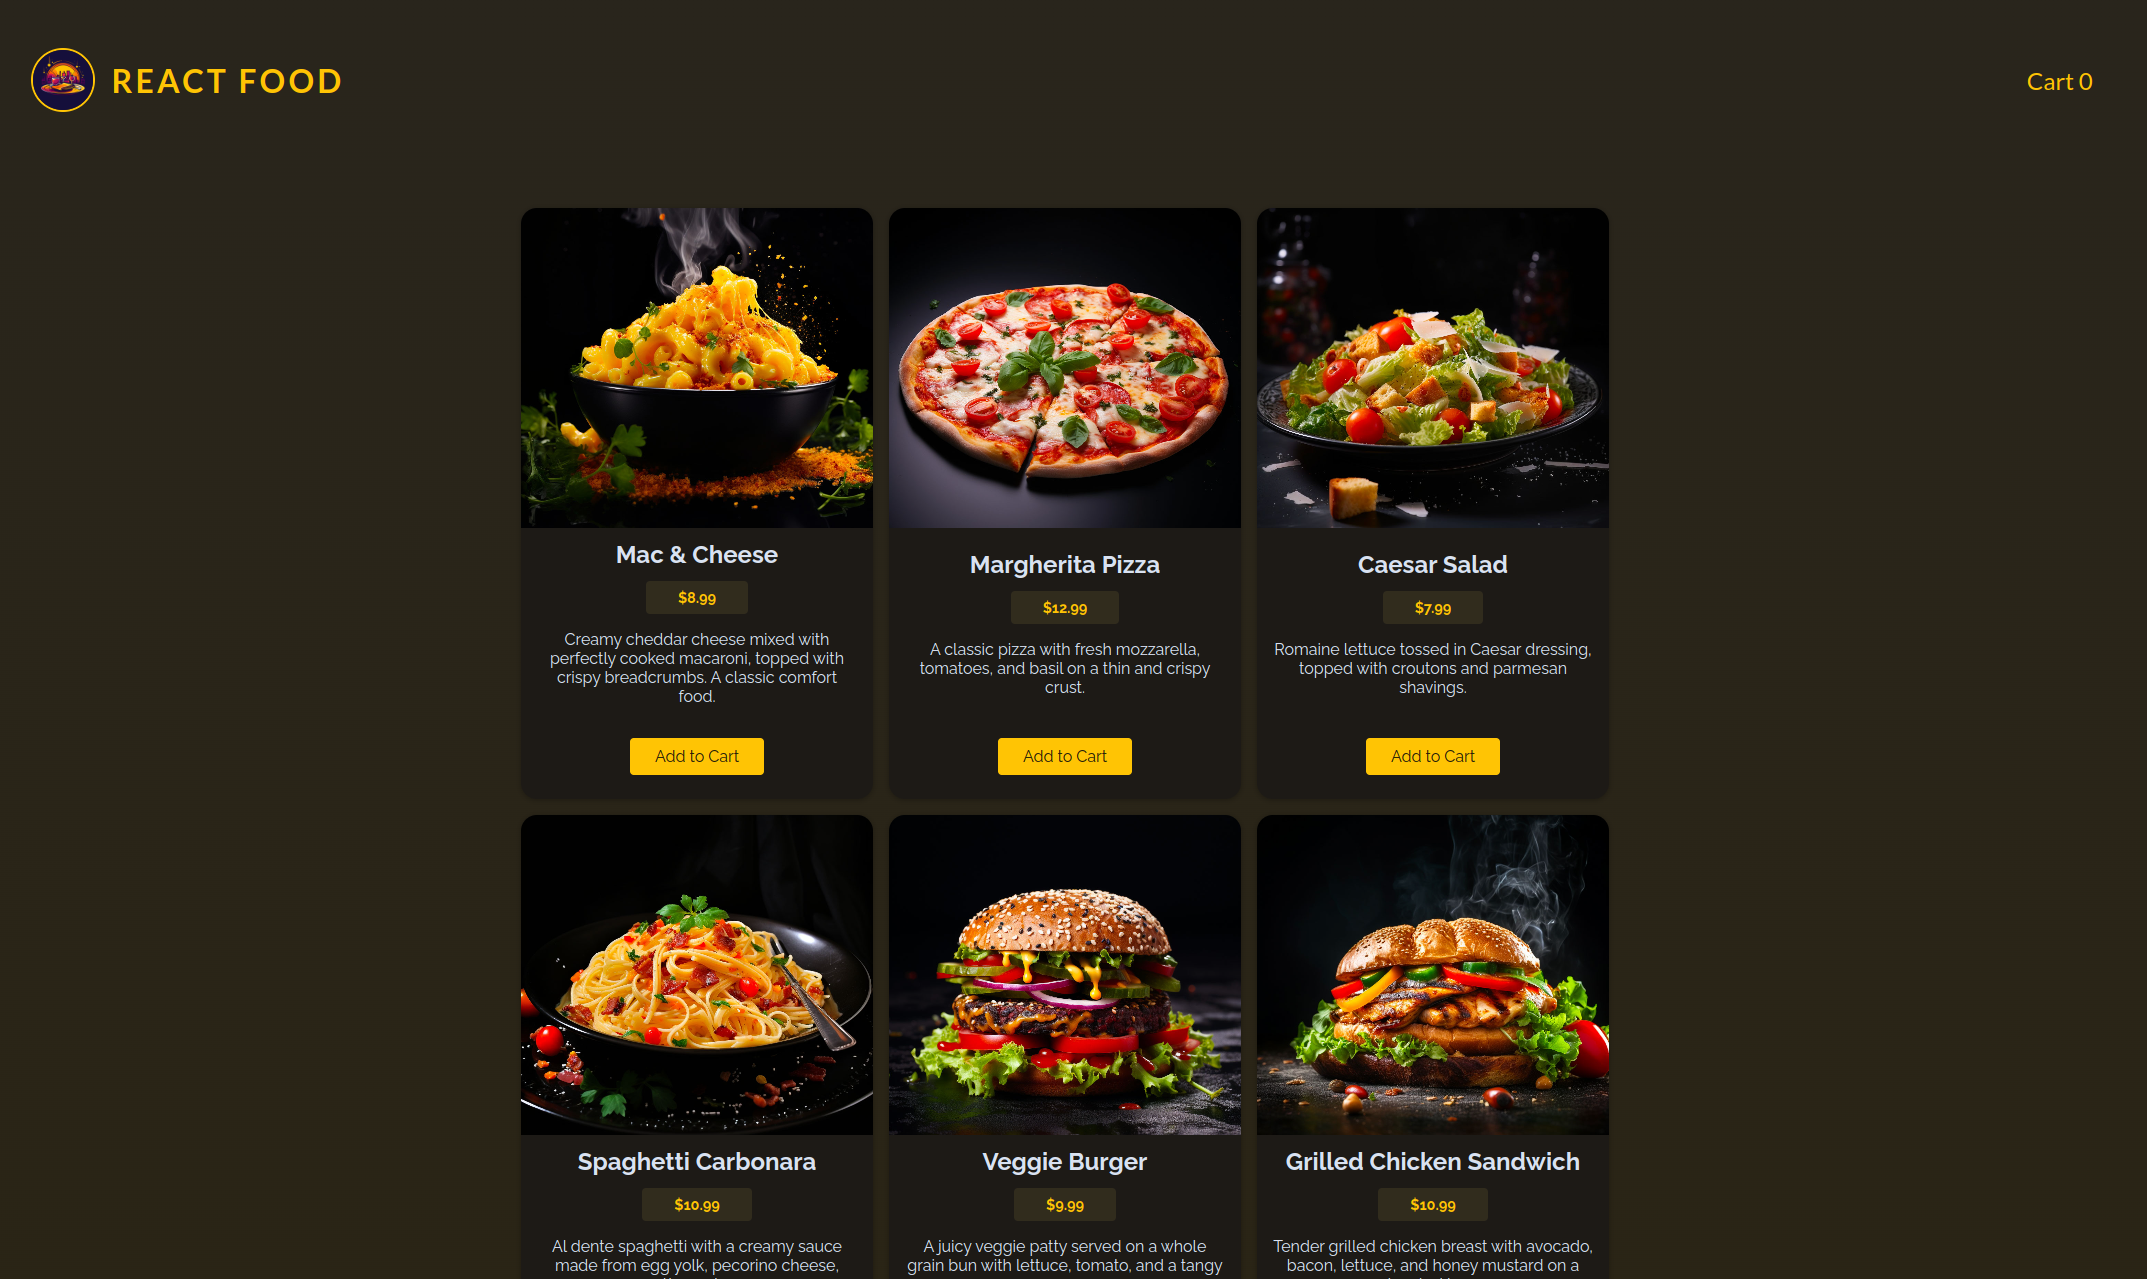 REACT FOOD
Cart 0
Mac & Cheese
$8.99
Creamy cheddar cheese mixed with
perfectly cooked macaroni, topped with
crispy breadcrumbs. A classic comfort
food.
Add to Cart
Margherita Pizza
$12.99
A classic pizza with fresh mozzarella,
tomatoes, and basil on a thin and crispy
crust.
Add to Cart
Caesar Salad
$7.99
Romaine lettuce tossed in Caesar dressing,
topped with croutons and parmesan
shavings.
Add to Cart
Spaghetti Carbonara
$10.99
Al dente spaghetti with a creamy sauce
made from egg yolk, pecorino cheese,
Veggie Burger
$9.99
A juicy veggie patty served on a whole
grain bun with lettuce, tomato, and a tangy
Grilled Chicken Sandwich
$10.99
Tender grilled chicken breast with avocado,
bacon, lettuce, and honey mustard on a